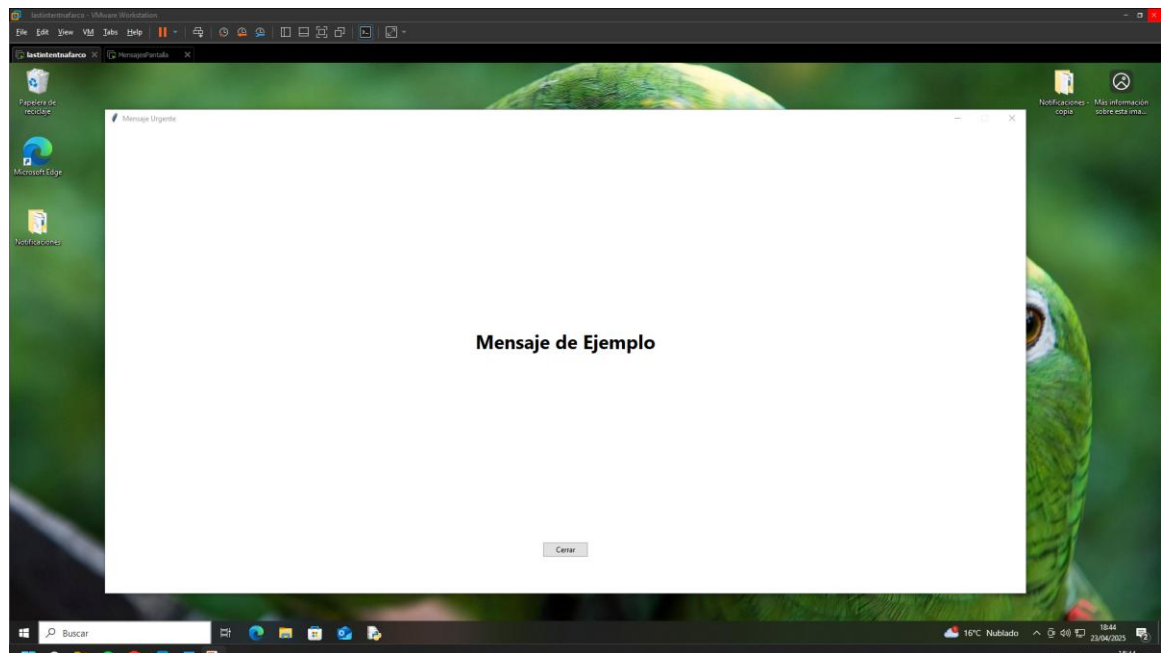 lastintentnafarco - VMware Workstation
File Edit View VM Tabs Help
lastintentnafarco
MensajesPantalla
Papelera de
reciclaje
Microsoft Edge
Notificaciones
Notificaciones -
copia
Más información
sobre esta ima...
Mensaje Urgente
Mensaje de Ejemplo
Cerrar
Buscar
16°C Nublado
18:44
23/04/2025
2